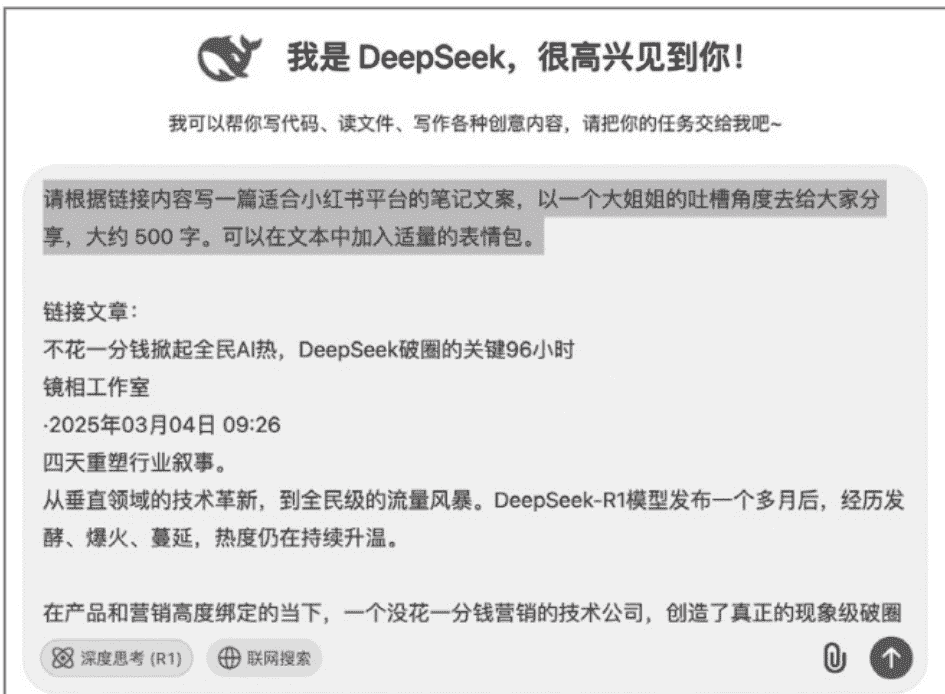 我是 DeepSeek，很高兴见到你！
我可以帮你写代码、读文件、写作各种创意内容，请把你的任务交给我吧~
请根据链接内容写一篇适合小红书平台的笔记文案，以一个大姐姐的吐槽角度去给大家分
享，大约 500 字。可以在文本中加入适量的表情包。
链接文章：
不花一分钱掀起全民AI热，DeepSeek破圈的关键96小时
镜相工作室
·2025年03月04日 09:26
四天重塑行业叙事。
从垂直领域的技术革新，到全民级的流量风暴。DeepSeek-R1模型发布一个多月后，经历发
酵、爆火、蔓延，热度仍在持续升温。
在产品和营销高度绑定的当下，一个没花一分钱营销的技术公司，创造了真正的现象级破圈
深度思考 (R1) 联网搜索